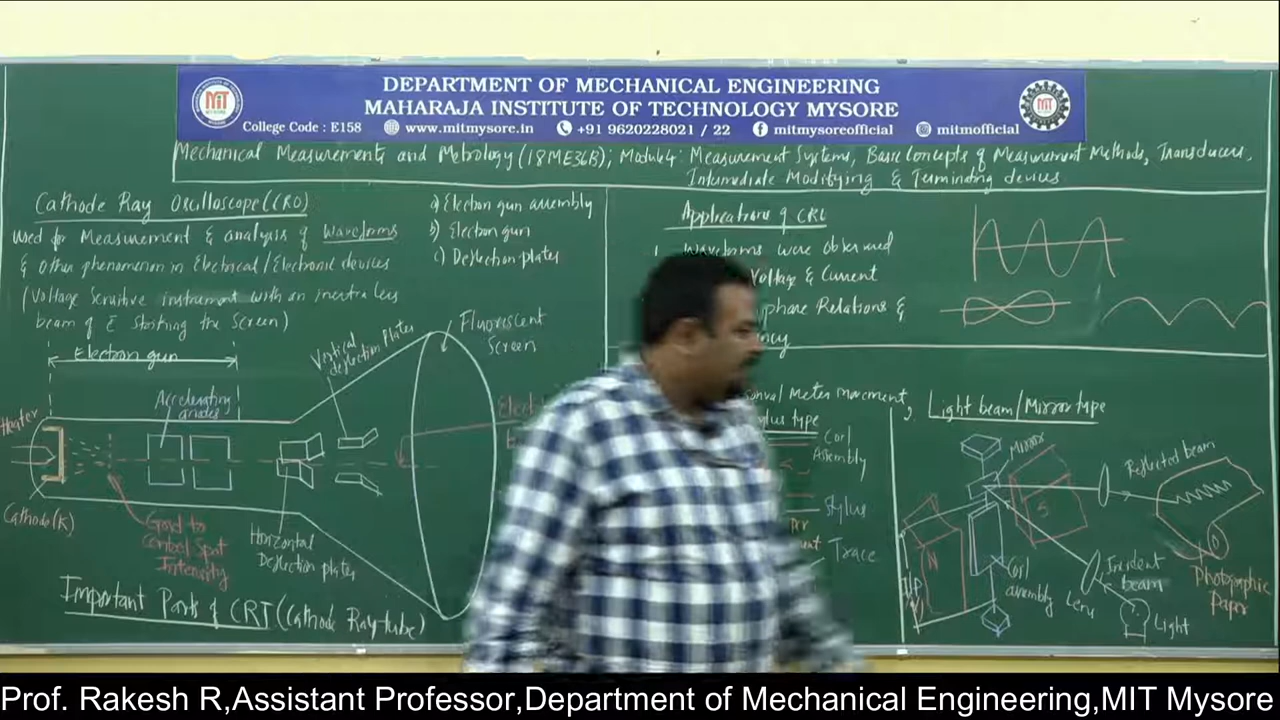 DEPARTMENT OF MECHANICAL ENGINEERING
MAHARAJA INSTITUTE OF TECHNOLOGY MYSORE
College Code : E158 www.mitmysore.in +91 9620228021 / 22 mitmysoreofficial mitmofficial
MiT
MiT
Mechanical Measurements and Metrology (18ME36B); Module 4: Measurement Systems, Basic Concepts of Measurement Methods, Transducers,
Intermediate Modifying & Terminating devices
Cathode Ray Oscilloscope (CRO)
Used for Measurement & analysis of Waveforms
& Other phenomenon in Electrical/Electronic devices
(Voltage Sensitive instrument with an inertia less
beam of E Striking the Screen)
a) Electron gun assembly
b) Electron gun
c) Deflection plates
Electron gun
Heater
Accelerating
anodes
Vertical
deflection Plates
Fluorescent
Screen
Cathode (K)
Grid to
Control Spot
Intensity
Horizontal
Deflection plates
Important Parts of CRT (Cathode Ray tube)
Applications of
1. Waveforms were observed
Voltage & Current
phase Relations &
Meter movement
type
Coil
Assembly
Stylus
Trace
Light beam/Mirror type
Mirror
Reflected beam
N
S
Coil
assembly
Lens
Incident
beam
Light
Photographic
Paper
Prof. Rakesh R,Assistant Professor,Department of Mechanical Engineering,MIT Mysore